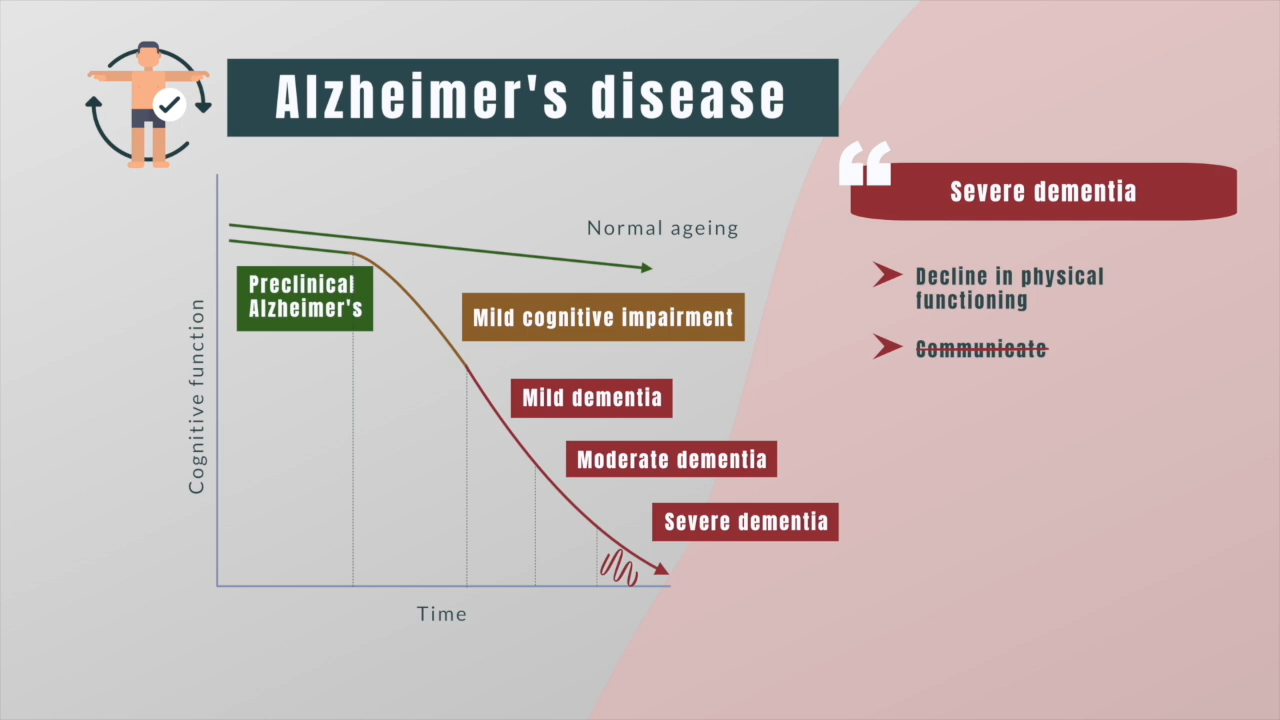 Alzheimer's disease
Severe dementia
Decline in physical
functioning
Communicate
Normal ageing
Preclinical
Alzheimer's
Mild cognitive impairment
Mild dementia
Moderate dementia
Severe dementia
Cognitive function
Time